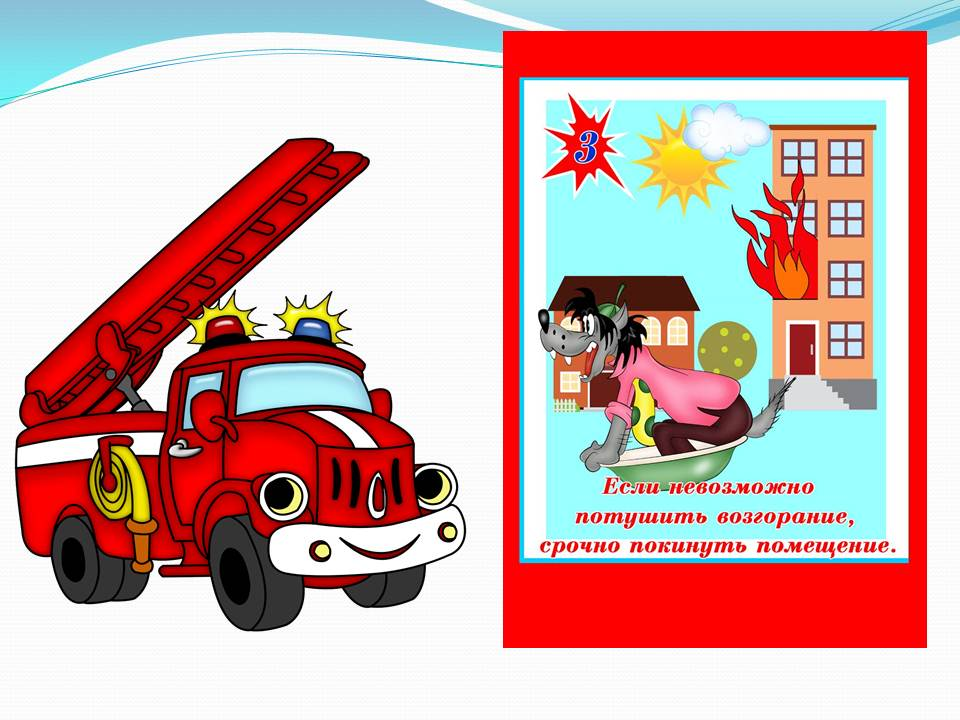 3
Если невозможно
потушить возгорание,
срочно покинуть помещение.